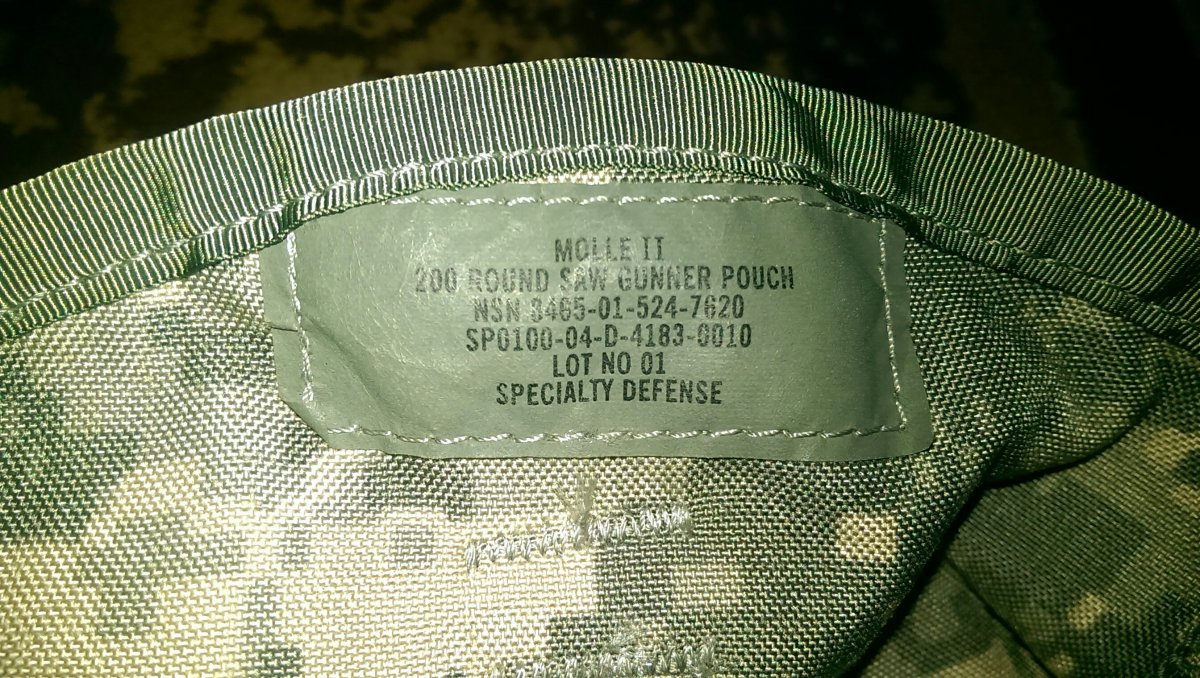 MOLLE II
200 ROUND SAW GUNNER POUCH
NSN 8465-01-524-7620
SP0100-04-D-4183-0010
LOT NO 01
SPECIALTY DEFENSE